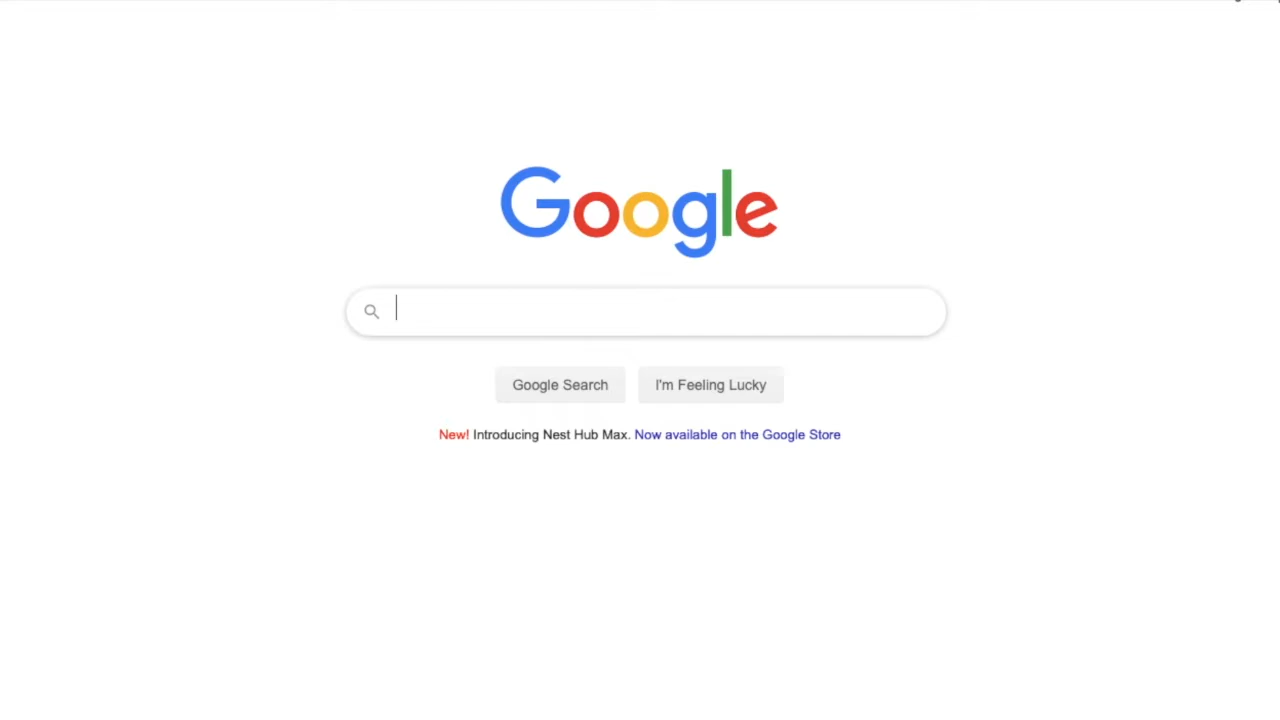 Google
Google Search
I'm Feeling Lucky
New! Introducing Nest Hub Max. Now available on the Google Store